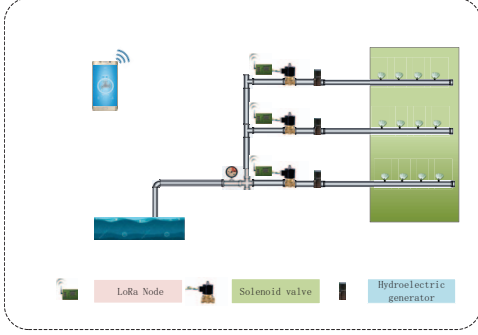 LoRa Node
Solenoid valve
Hydroelectric
generator